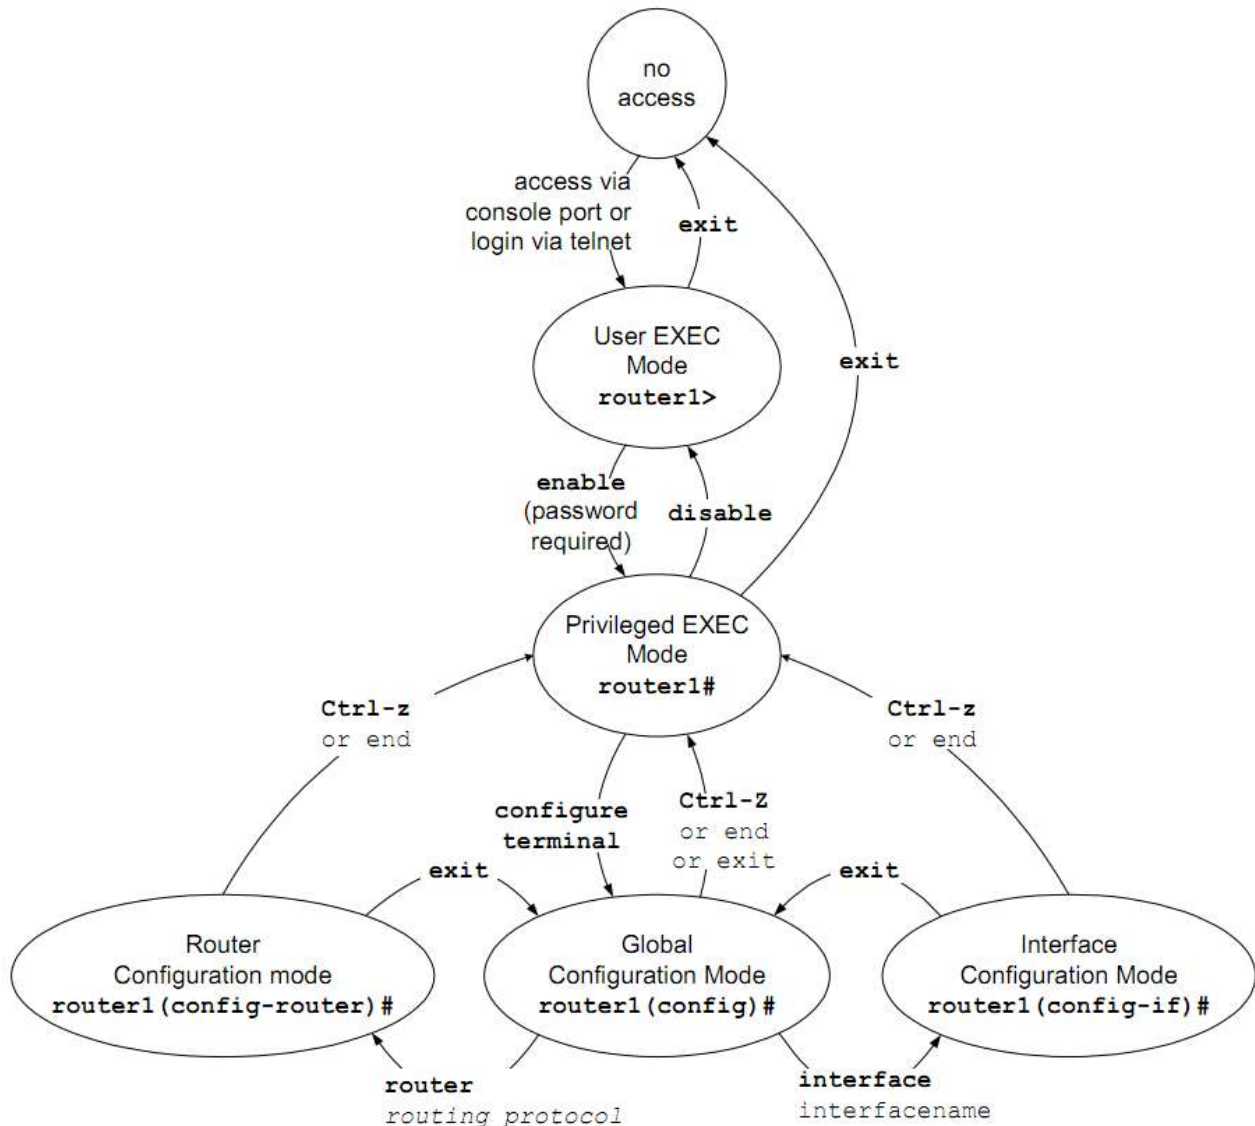 no
access
access via
console port or
login via telnet
exit
User EXEC
Mode
router1>
exit
enable
(password
required)
disable
Privileged EXEC
Mode
router1#
Ctrl-z
or end
Ctrl-z
or end
configure
terminal
Ctrl-Z
or end
or exit
exit
exit
Router
Configuration mode
router1(config-router)#
Global
Configuration Mode
router1(config)#
Interface
Configuration Mode
router1(config-if)#
router
routing protocol
interface
interfacename